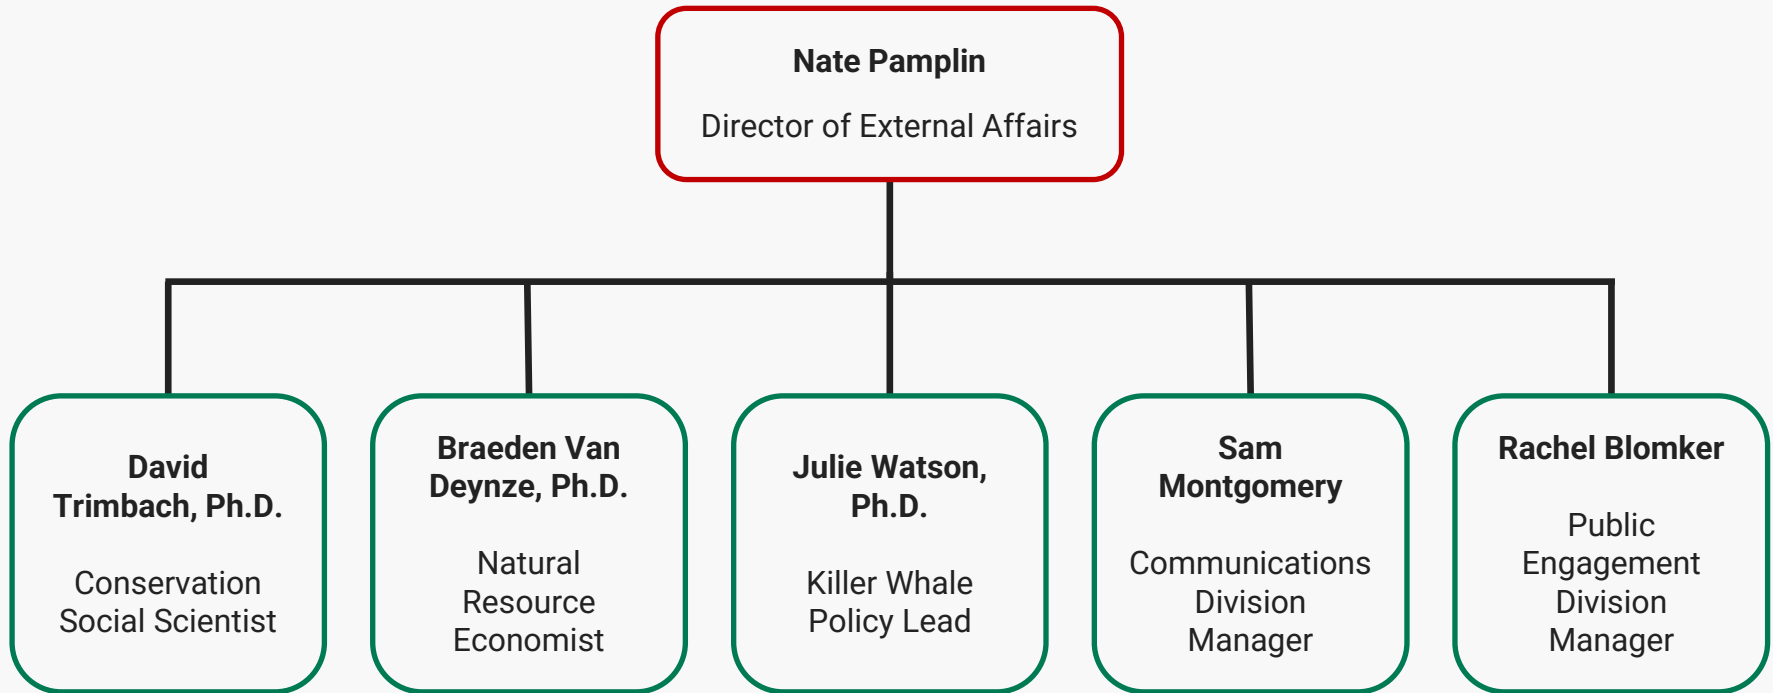 Nate Pamplin
Director of External Affairs
David
Trimbach, Ph.D.
Conservation
Social Scientist
Braeden Van
Deynze, Ph.D.
Natural
Resource
Economist
Julie Watson,
Ph.D.
Killer Whale
Policy Lead
Sam
Montgomery
Communications
Division
Manager
Rachel Blomker
Public
Engagement
Division
Manager